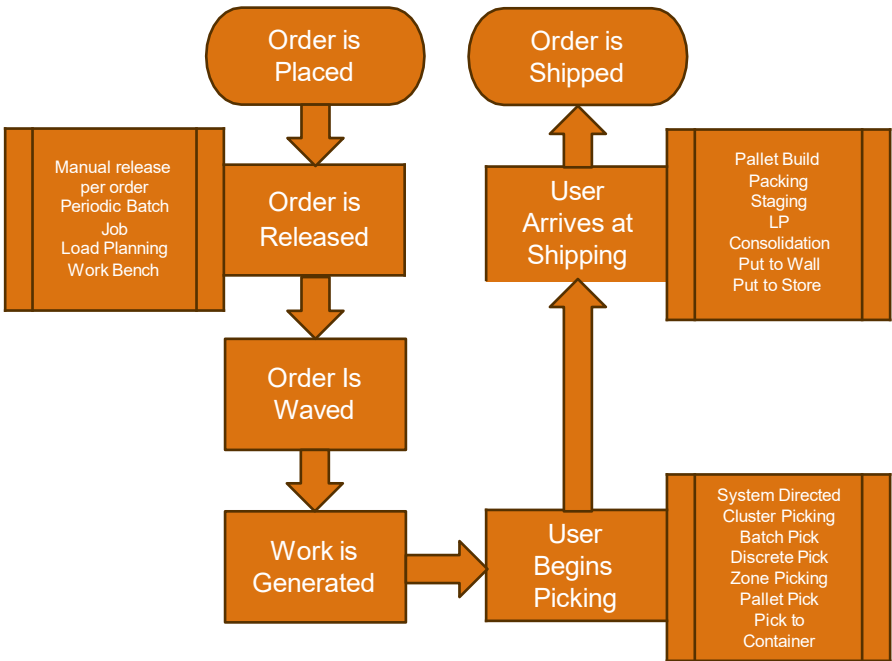 Order is
Placed
Manual release
per order
Periodic Batch
Job
Load Planning
Work Bench
Order is
Released
Order Is
Waved
Work is
Generated
User
Begins
Picking
System Directed
Cluster Picking
Batch Pick
Discrete Pick
Zone Picking
Pallet Pick
Pick to
Container
User
Arrives at
Shipping
Pallet Build
Packing
Staging
LP
Consolidation
Put to Wall
Put to Store
Order is
Shipped